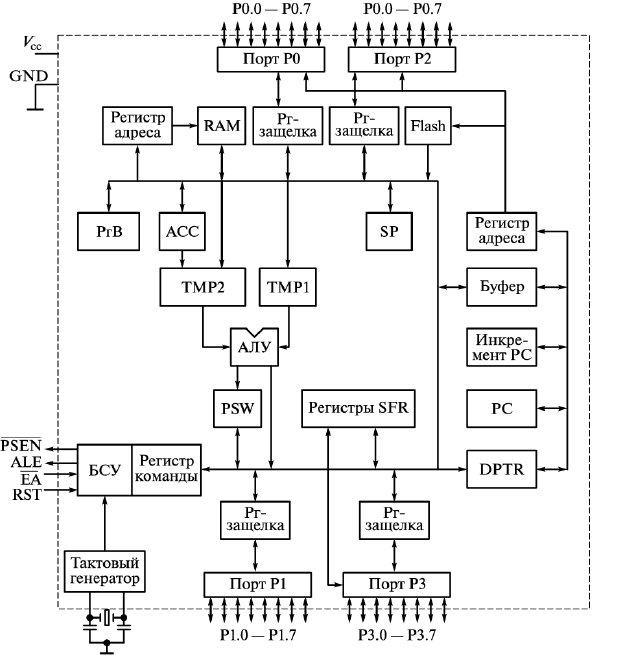 P0.0 — P0.7
P0.0 — P0.7
Vcc
GND
Порт P0
Порт P2
Регистр
адреса
RAM
Рг-
защелка
Рг-
защелка
Flash
РгВ
ACC
SP
Регистр
адреса
TMP2
TMP1
Буфер
АЛУ
Инкре-
мент PC
PSW
Регистры SFR
PC
PSEN
ALE
EA
RST
БСУ
Регистр
команды
DPTR
Рг-
защелка
Рг-
защелка
Тактовый
генератор
Порт P1
Порт P3
P1.0 — P1.7
P3.0 — P3.7